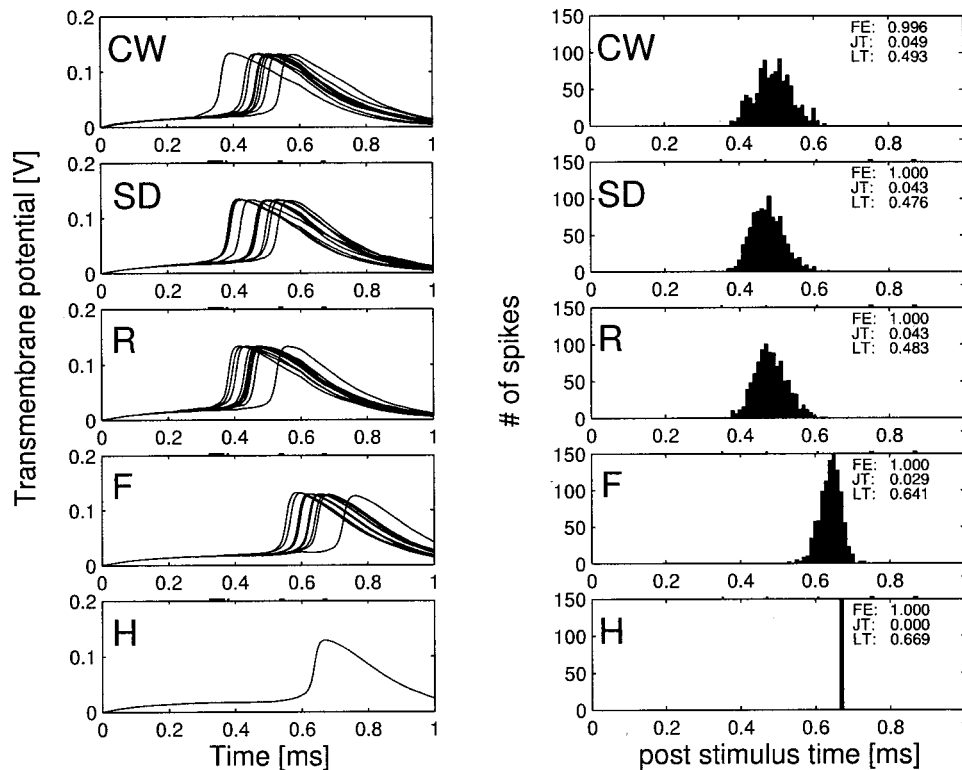 Transmembrane potential [V]
0.2
0.1
0
CW
0 0.2 0.4 0.6 0.8 1
0.2
0.1
0
SD
0 0.2 0.4 0.6 0.8 1
0.2
0.1
0
R
0 0.2 0.4 0.6 0.8 1
0.2
0.1
0
F
0 0.2 0.4 0.6 0.8 1
0.2
0.1
0
H
0 0.2 0.4 0.6 0.8 1
Time [ms]
# of spikes
150
100
50
0
CW
FE: 0.996
JT: 0.049
LT: 0.493
0 0.2 0.4 0.6 0.8 1
150
100
50
0
SD
FE: 1.000
JT: 0.043
LT: 0.476
0 0.2 0.4 0.6 0.8 1
150
100
50
0
R
FE: 1.000
JT: 0.043
LT: 0.483
0 0.2 0.4 0.6 0.8 1
150
100
50
0
F
FE: 1.000
JT: 0.029
LT: 0.641
0 0.2 0.4 0.6 0.8 1
150
100
50
0
H
FE: 1.000
JT: 0.000
LT: 0.669
0 0.2 0.4 0.6 0.8 1
post stimulus time [ms]